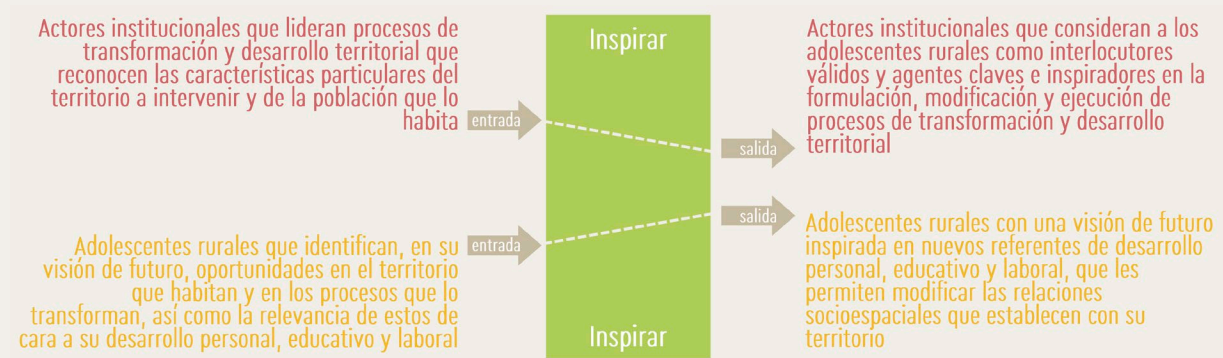 Actores institucionales que lideran procesos de
transformación y desarrollo territorial que
reconocen las características particulares del
territorio a intervenir y de la población que lo
habita
entrada
Inspirar
salida
Actores institucionales que consideran a los
adolescentes rurales como interlocutores
válidos y agentes claves e inspiradores en la
formulación, modificación y ejecución de
procesos de transformación y desarrollo
territorial
Adolescentes rurales que identifican, en su
visión de futuro, oportunidades en el territorio
que habitan y en los procesos que lo
transforman, así como la relevancia de estos de
cara a su desarrollo personal, educativo y laboral
entrada
Inspirar
salida
Adolescentes rurales con una visión de futuro
inspirada en nuevos referentes de desarrollo
personal, educativo y laboral, que les
permiten modificar las relaciones
socioespaciales que establecen con su
territorio